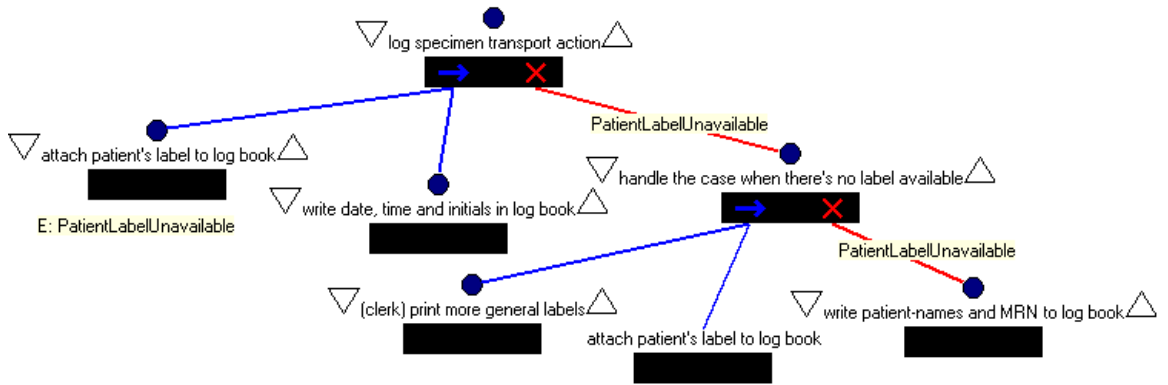 log specimen transport action
PatientLabelUnavailable
attach patient's label to log book
handle the case when there's no label available
write date, time and initials in log book
E: PatientLabelUnavailable
PatientLabelUnavailable
(clerk) print more general labels
write patient-names and MRN to log book
attach patient's label to log book